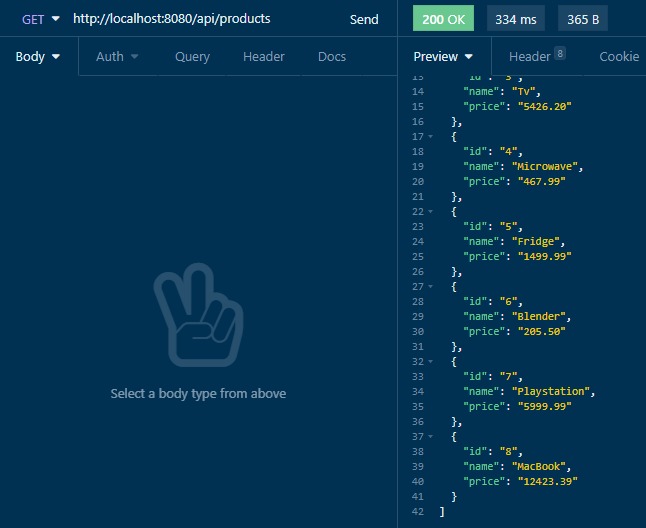 GET http://localhost:8080/api/products Send 200 OK 334 ms 365 B
Body Auth Query Header Docs Preview Header 8 Cookie
13 "id": "3",
14 "name": "Tv",
15 "price": "5426.20"
16 },
17 {
18 "id": "4",
19 "name": "Microwave",
20 "price": "467.99"
21 },
22 {
23 "id": "5",
24 "name": "Fridge",
25 "price": "1499.99"
26 },
27 {
28 "id": "6",
29 "name": "Blender",
30 "price": "205.50"
31 },
32 {
33 "id": "7",
34 "name": "Playstation",
35 "price": "5999.99"
36 },
37 {
38 "id": "8",
39 "name": "MacBook",
40 "price": "12423.39"
41 }
42 ]
Select a body type from above